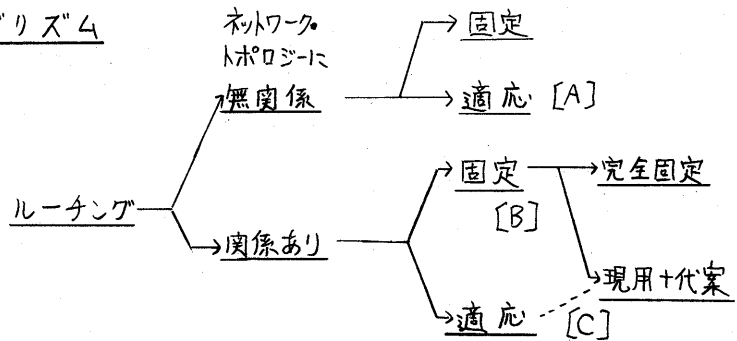 リズム
ネットワーク・
トポロジーに
無関係
固定
適応 [A]
ルーチング
関係あり
固定
[B]
完全固定
現用+代案
適応 [C]